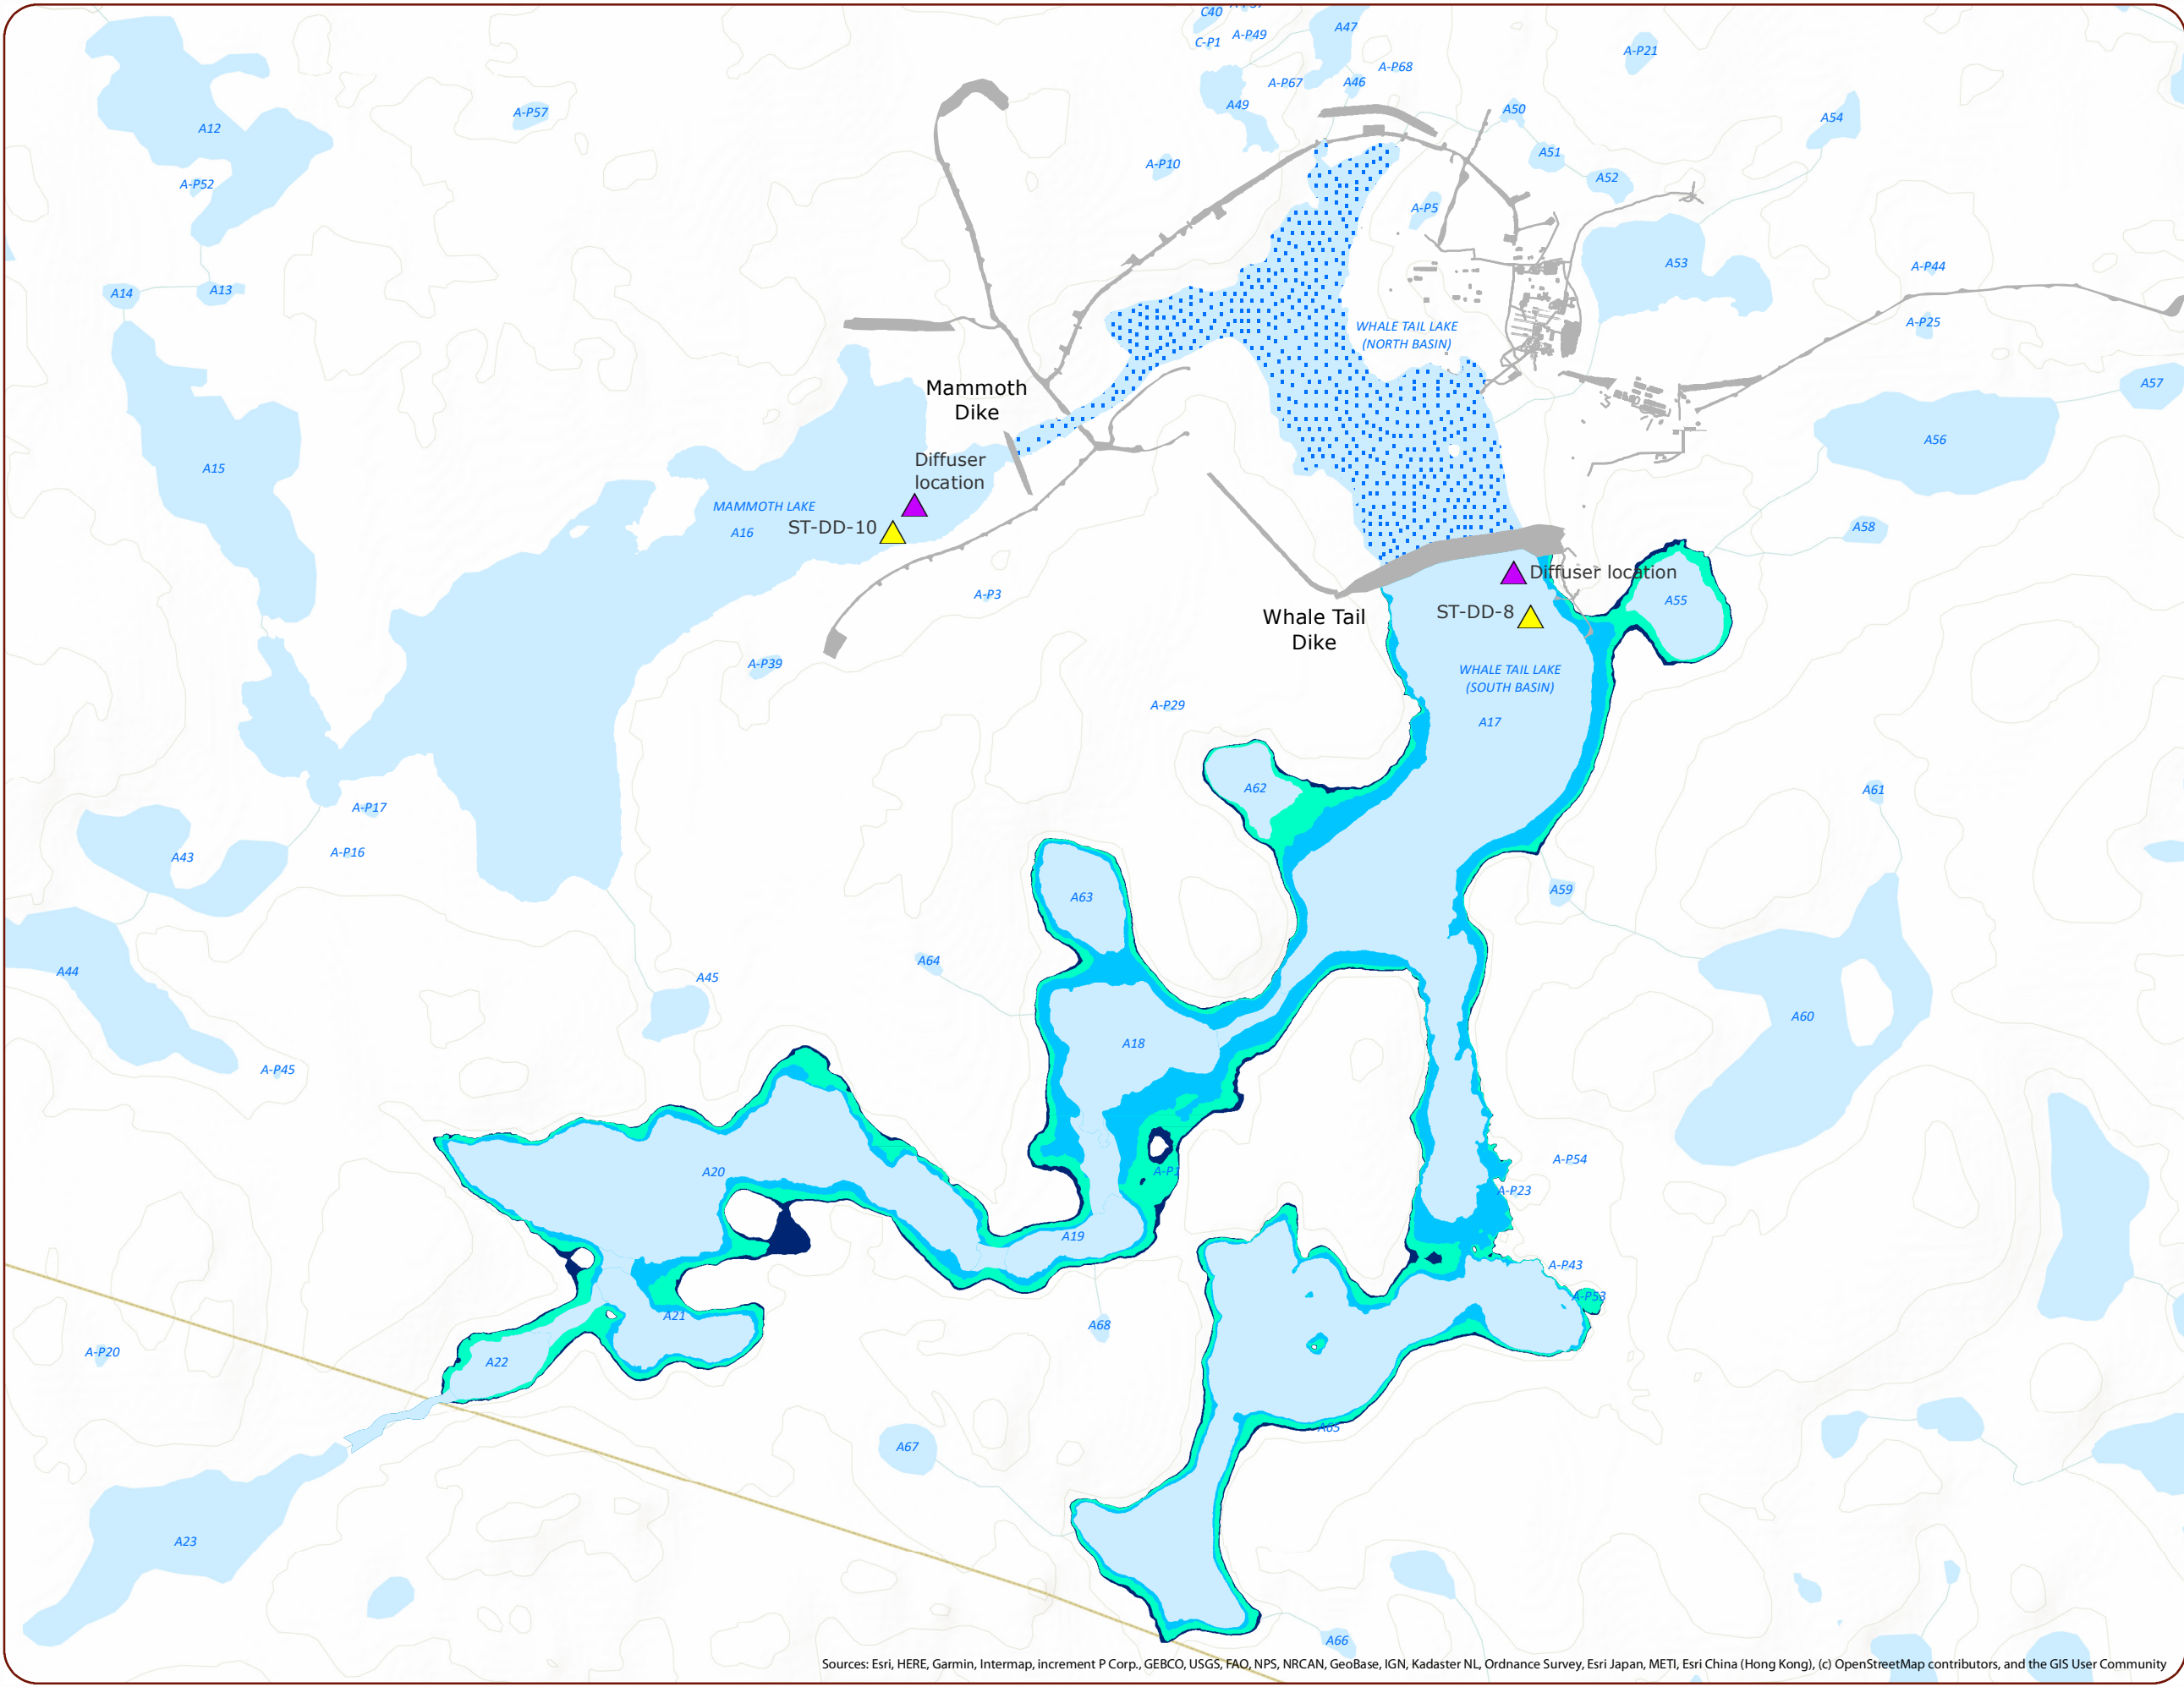 C40
C-P1
A-P49
A47
A-P68
A-P67
A46
A49
A-P21
A-P57
A12
A50
A54
A51
A-P10
A52
A-P52
A-P5
A53
A-P44
A14
A13
A-P25
WHALE TAIL LAKE
(NORTH BASIN)
Mammoth
Dike
A57
A56
A15
Diffuser
location
MAMMOTH LAKE
A16
ST-DD-10
A58
Diffuser location
A-P3
A55
Whale Tail
Dike
ST-DD-8
A-P39
WHALE TAIL LAKE
(SOUTH BASIN)
A-P29
A17
A62
A61
A-P17
A43
A-P16
A63
A59
A64
A44
A45
A60
A18
A-P45
A20
A-P1
A-P54
A-P23
A19
A-P43
A-P53
A21
A68
A-P20
A22
A65
A67
A23
A66
Sources: Esri, HERE, Garmin, Intermap, increment P Corp., GEBCO, USGS, FAO, NPS, NRCAN, GeoBase, IGN, Kadaster NL, Ordnance Survey, Esri Japan, METI, Esri China (Hong Kong), (c) OpenStreetMap contributors, and the GIS User Community